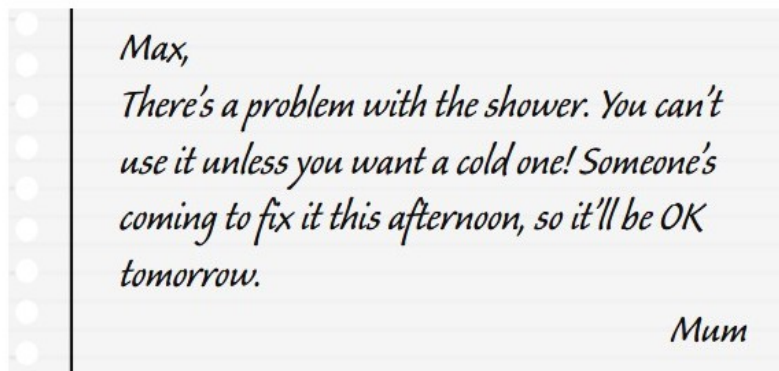 Max,
There's a problem with the shower. You can't
use it unless you want a cold one! Someone's
coming to fix it this afternoon, so it'll be OK
tomorrow.
Mum